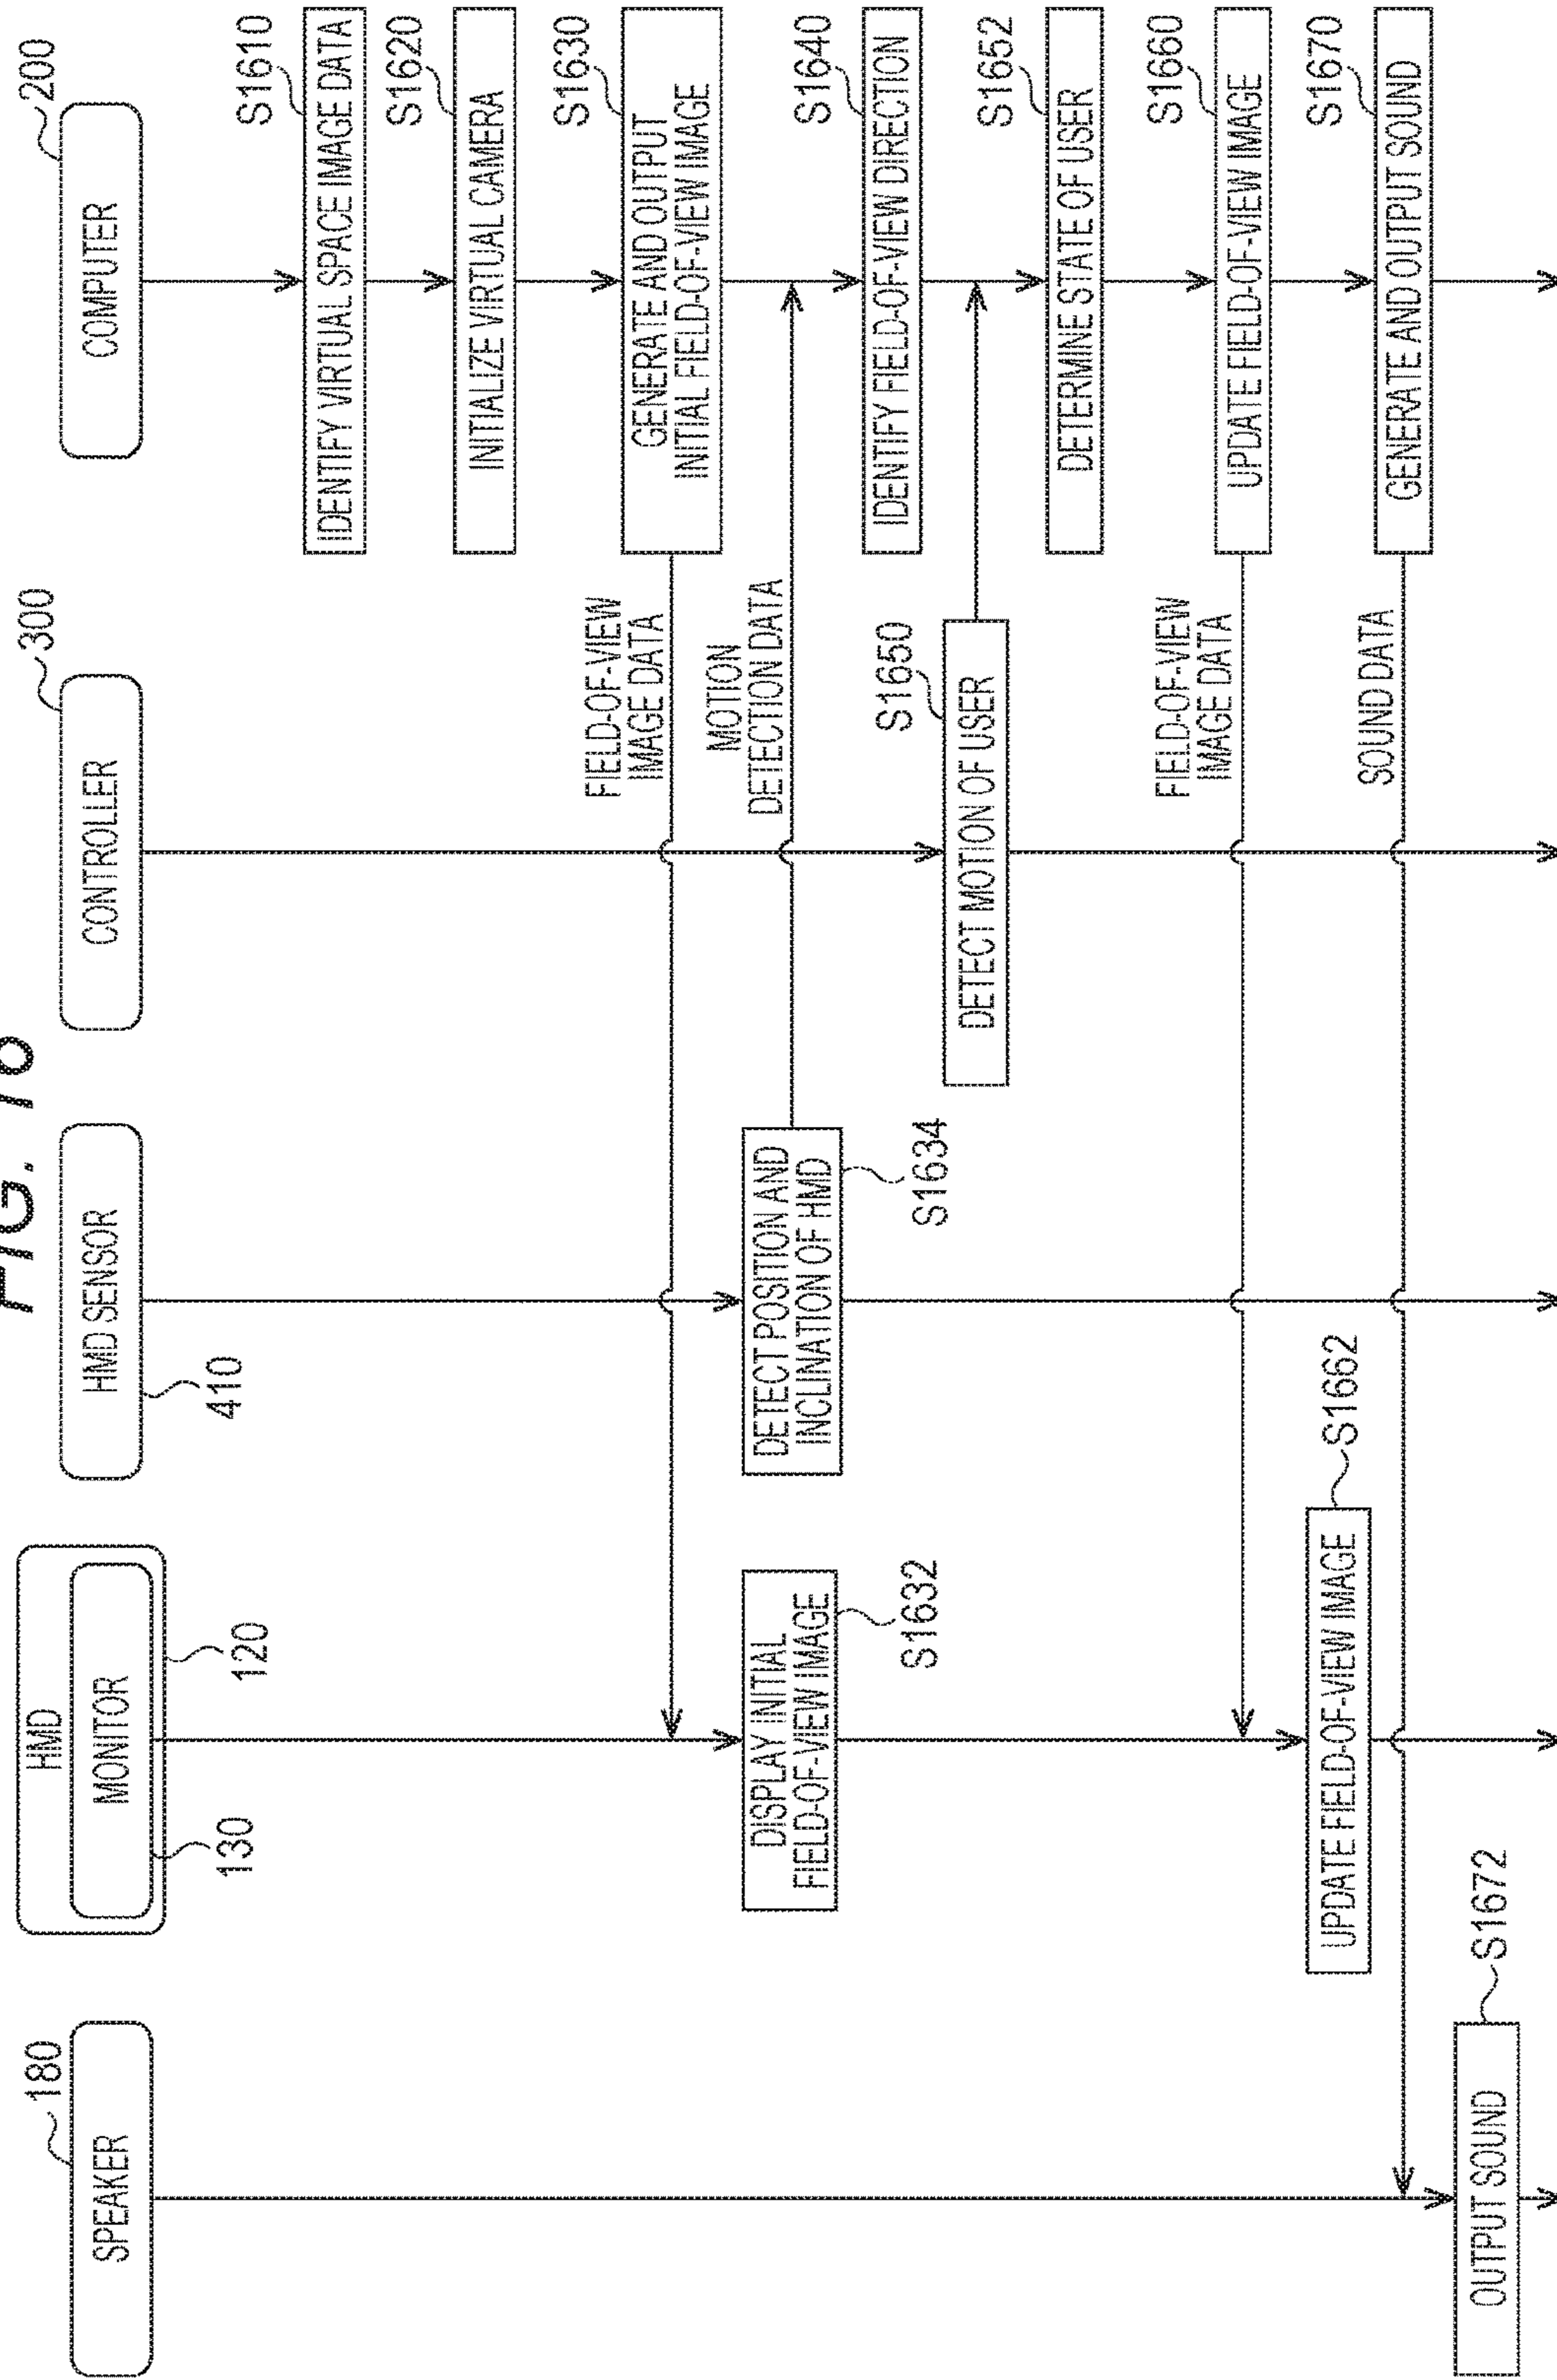 FIG. 16
SPEAKER
180
HMD
MONITOR
130
120
HMD SENSOR
410
CONTROLLER
300
COMPUTER
200
IDENTIFY VIRTUAL SPACE IMAGE DATA
S1610
INITIALIZE VIRTUAL CAMERA
S1620
GENERATE AND OUTPUT
INITIAL FIELD-OF-VIEW IMAGE
S1630
FIELD-OF-VIEW
IMAGE DATA
DISPLAY INITIAL
FIELD-OF-VIEW IMAGE
S1632
DETECT POSITION AND
INCLINATION OF HMD
S1634
MOTION
DETECTION DATA
IDENTIFY FIELD-OF-VIEW DIRECTION
S1640
DETECT MOTION OF USER
S1650
DETERMINE STATE OF USER
S1652
UPDATE FIELD-OF-VIEW IMAGE
S1660
FIELD-OF-VIEW
IMAGE DATA
UPDATE FIELD-OF-VIEW IMAGE
S1662
GENERATE AND OUTPUT SOUND
S1670
SOUND DATA
OUTPUT SOUND
S1672